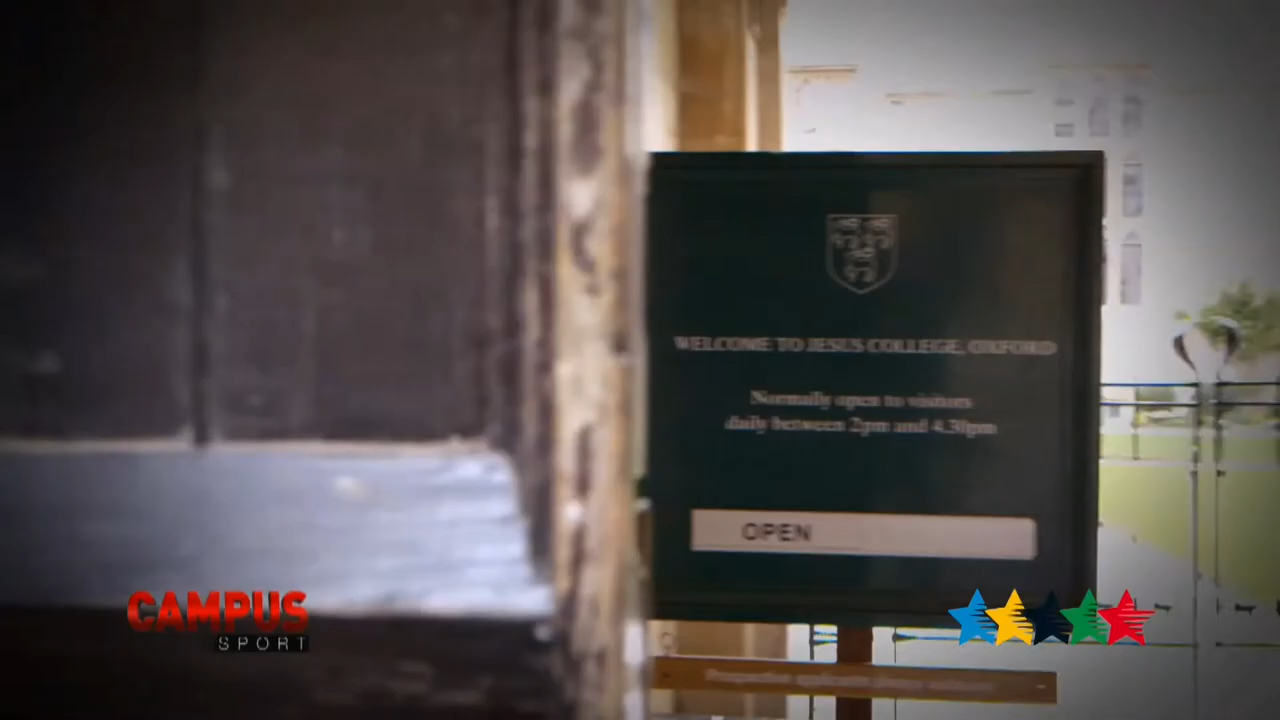 WELCOME TO JESUS COLLEGE, OXFORD
Normally open to visitors
daily between 2pm and 4.30pm
OPEN
CAMPUS
SPORT